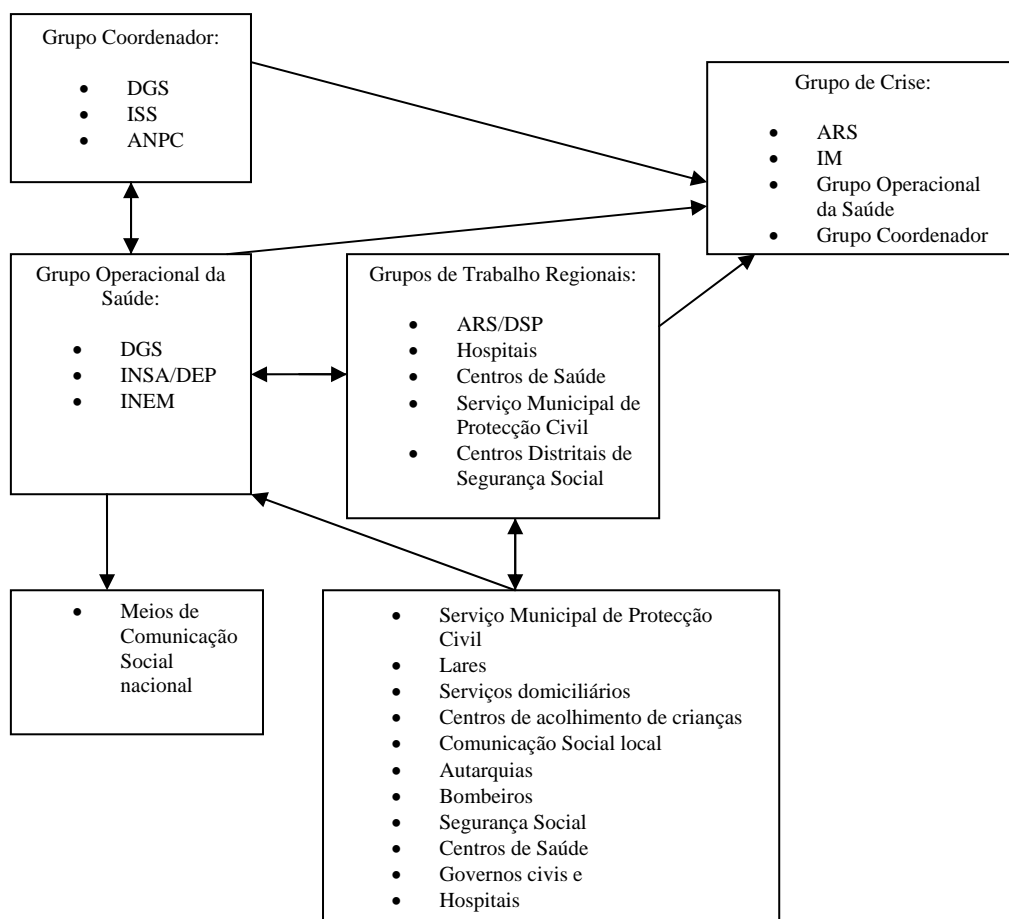 Grupo Coordenador:
• DGS
• ISS
• ANPC
Grupo de Crise:
• ARS
• IM
• Grupo Operacional
da Saúde
• Grupo Coordenador
Grupo Operacional da
Saúde:
• DGS
• INSA/DEP
• INEM
Grupos de Trabalho Regionais:
• ARS/DSP
• Hospitais
• Centros de Saúde
• Serviço Municipal de
Protecção Civil
• Centros Distritais de
Segurança Social
• Meios de
Comunicação
Social
nacional
• Serviço Municipal de Protecção
Civil
• Lares
• Serviços domiciliários
• Centros de acolhimento de crianças
• Comunicação Social local
• Autarquias
• Bombeiros
• Segurança Social
• Centros de Saúde
• Governos civis e
• Hospitais